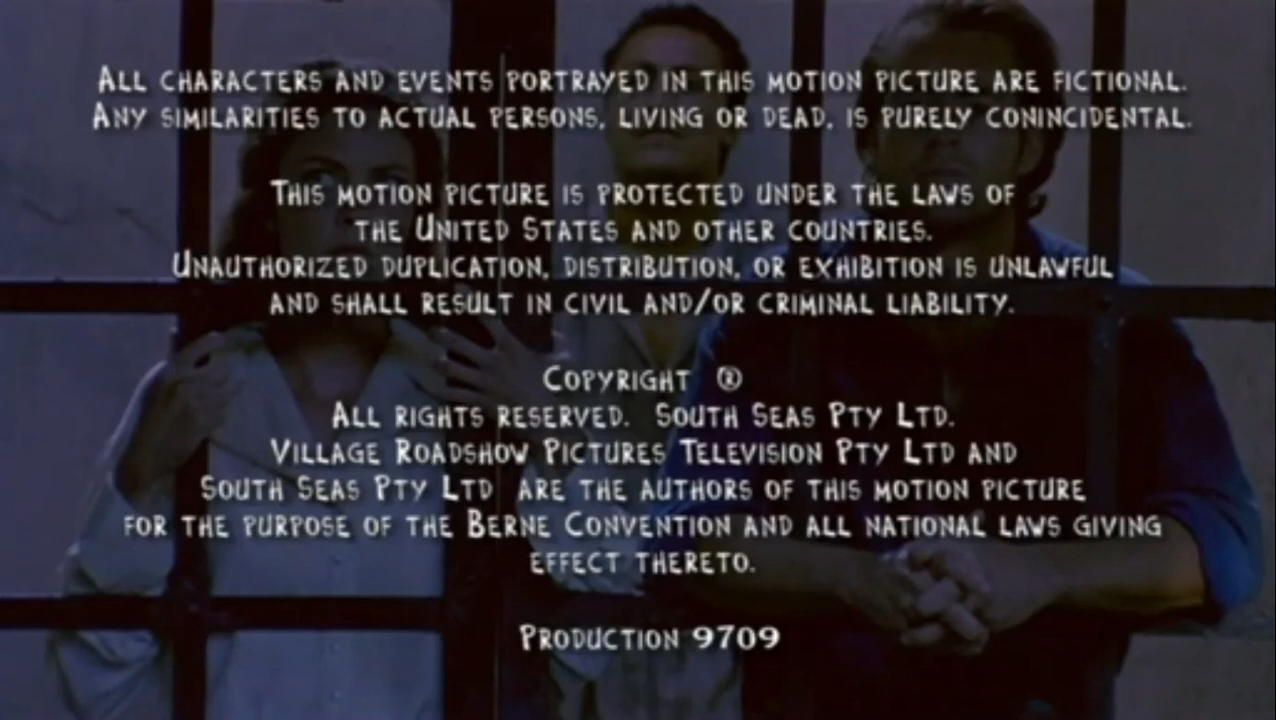 All characters and events portrayed in this motion picture are fictional.
Any similarities to actual persons, living or dead, is purely conincidental.
This motion picture is protected under the laws of
the United States and other countries.
Unauthorized duplication, distribution, or exhibition is unlawful
and shall result in civil and/or criminal liability.
Copyright ®
All rights reserved. South Seas Pty Ltd.
Village Roadshow Pictures Television Pty Ltd and
South Seas Pty Ltd are the authors of this motion picture
for the purpose of the Berne Convention and all national laws giving
effect thereto.
Production 9709